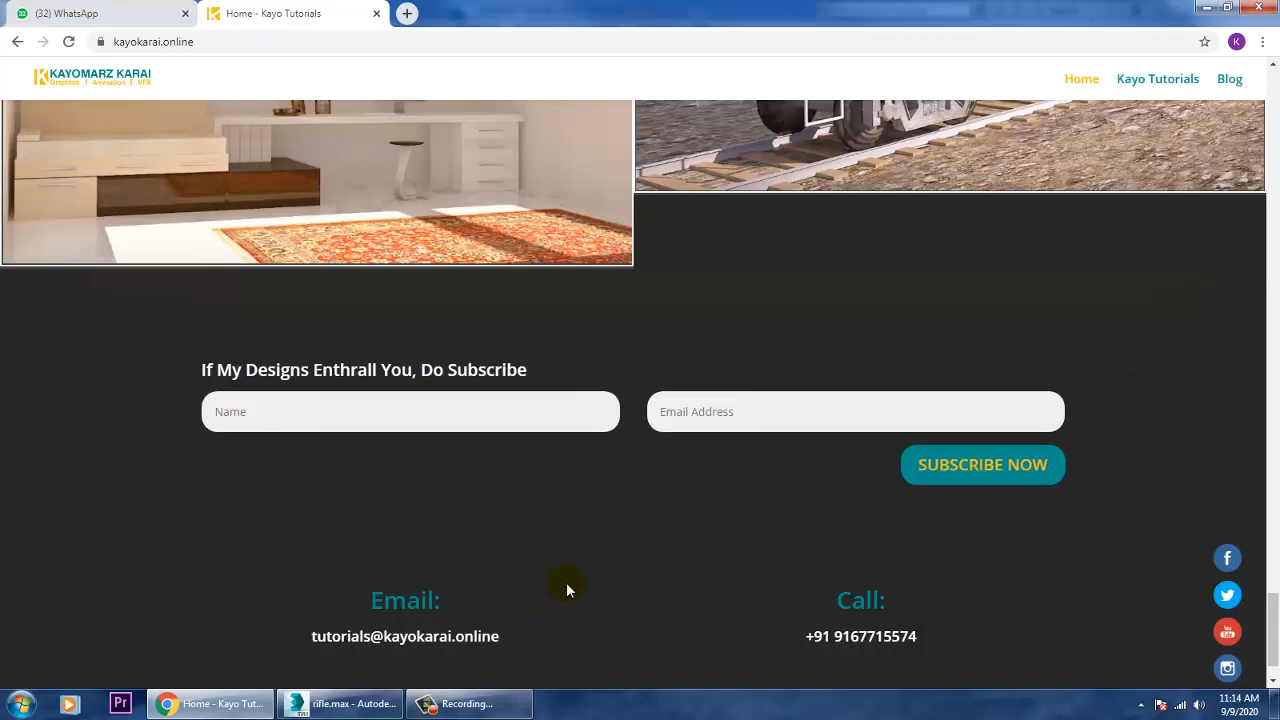 (32) WhatsApp
Home - Kayo Tutorials
kayokarai.online
K
KAYOMARZ KARAI
Graphics | Animation | VFX
Home
Kayo Tutorials
Blog
If My Designs Enthrall You, Do Subscribe
Name
Email Address
SUBSCRIBE NOW
Email:
Call:
tutorials@kayokarai.online
+91 9167715574
Pr
Home - Kayo Tut...
rifle.max - Autode...
Recording...
11:14 AM
9/9/2020